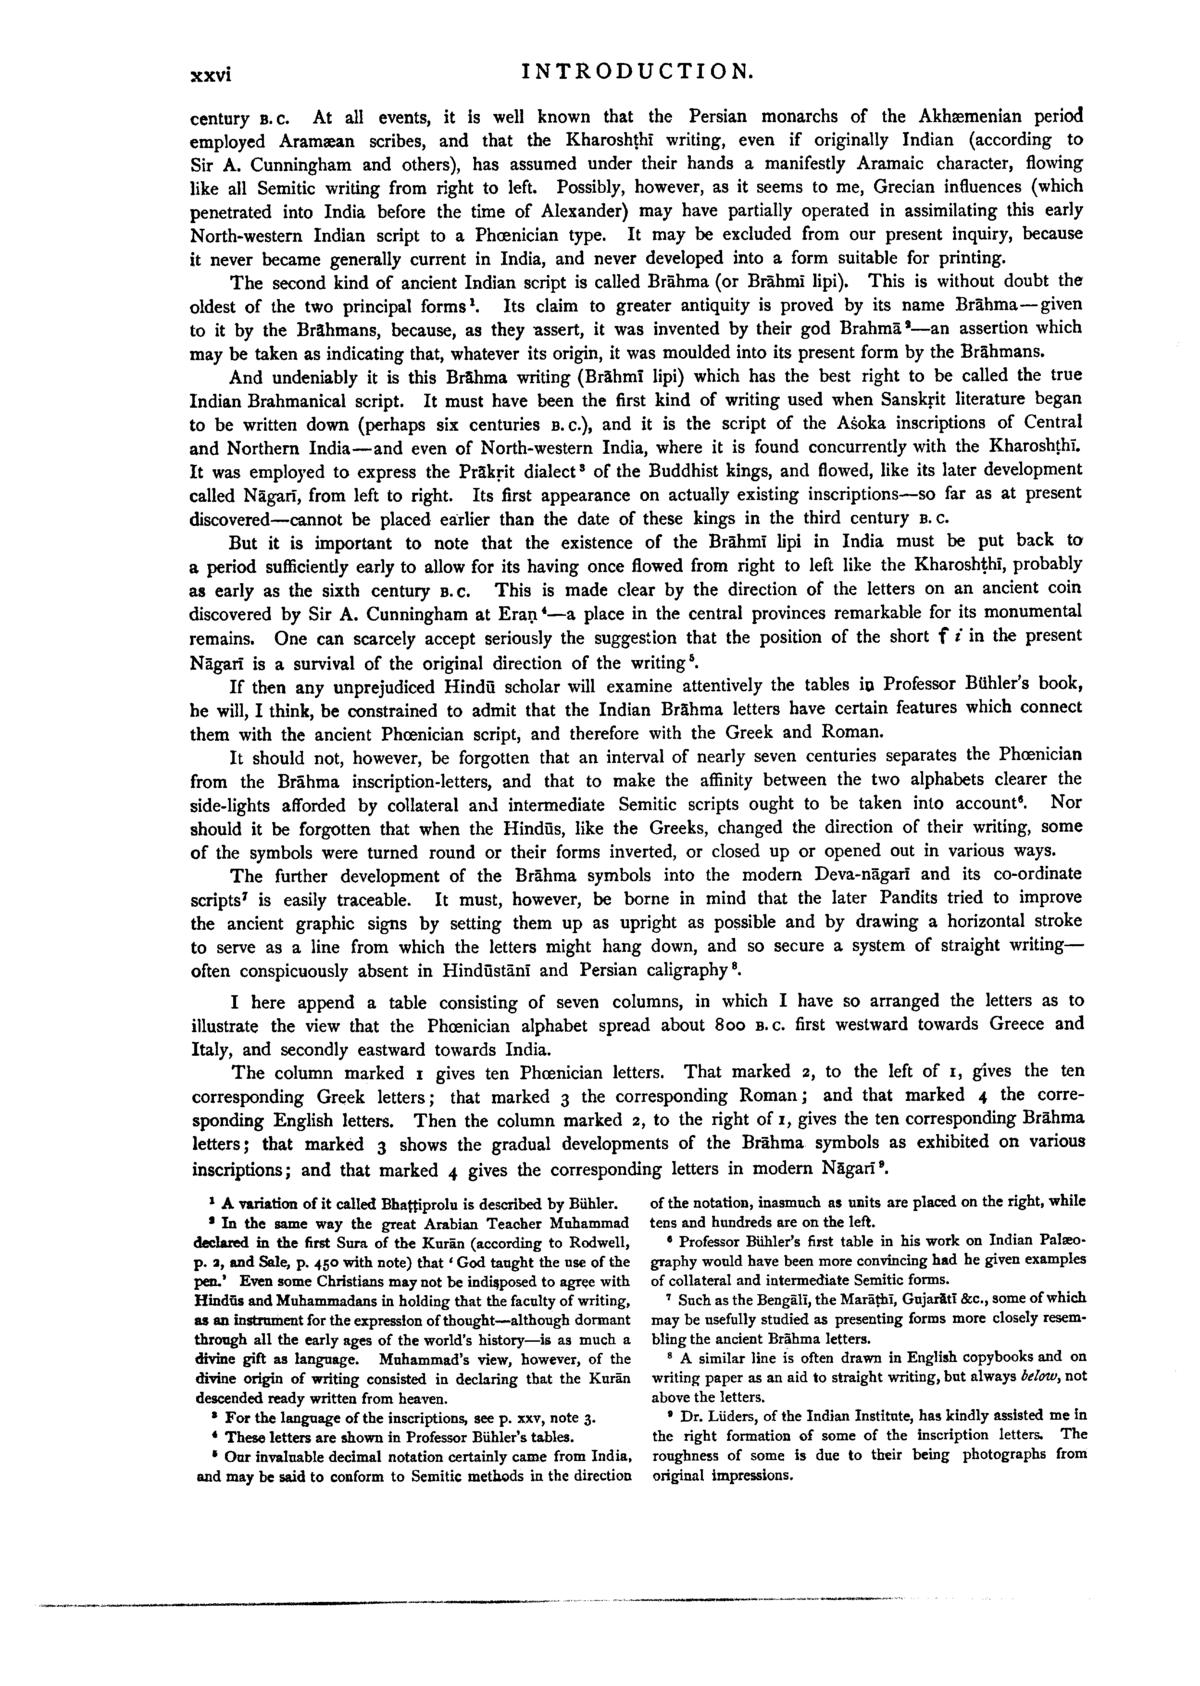 xxvi
INTRODUCTION.
century B.C. At all events, it is well known that the Persian monarchs of the Akhæmenian period
employed Aramæan scribes, and that the Kharoshṭhī writing, even if originally Indian (according to
Sir A. Cunningham and others), has assumed under their hands a manifestly Aramaic character, flowing
like all Semitic writing from right to left. Possibly, however, as it seems to me, Grecian influences (which
penetrated into India before the time of Alexander) may have partially operated in assimilating this early
North-western Indian script to a Phœnician type. It may be excluded from our present inquiry, because
it never became generally current in India, and never developed into a form suitable for printing.
The second kind of ancient Indian script is called Brāhma (or Brāhmī lipi). This is without doubt the
oldest of the two principal forms¹. Its claim to greater antiquity is proved by its name Brāhma—given
to it by the Brāhmans, because, as they assert, it was invented by their god Brahmā²—an assertion which
may be taken as indicating that, whatever its origin, it was moulded into its present form by the Brāhmans.
And undeniably it is this Brāhma writing (Brāhmī lipi) which has the best right to be called the true
Indian Brahmanical script. It must have been the first kind of writing used when Sanskṛit literature began
to be written down (perhaps six centuries B.C.), and it is the script of the Aśoka inscriptions of Central
and Northern India—and even of North-western India, where it is found concurrently with the Kharoshṭhī.
It was employed to express the Prākṛit dialect³ of the Buddhist kings, and flowed, like its later development
called Nāgarī, from left to right. Its first appearance on actually existing inscriptions—so far as at present
discovered—cannot be placed earlier than the date of these kings in the third century B.C.
But it is important to note that the existence of the Brāhmī lipi in India must be put back to
a period sufficiently early to allow for its having once flowed from right to left like the Kharoshṭhī, probably
as early as the sixth century B.C. This is made clear by the direction of the letters on an ancient coin
discovered by Sir A. Cunningham at Eraṇ⁴—a place in the central provinces remarkable for its monumental
remains. One can scarcely accept seriously the suggestion that the position of the short ि i in the present
Nāgarī is a survival of the original direction of the writing⁵.
If then any unprejudiced Hindū scholar will examine attentively the tables in Professor Bühler's book,
he will, I think, be constrained to admit that the Indian Brāhma letters have certain features which connect
them with the ancient Phœnician script, and therefore with the Greek and Roman.
It should not, however, be forgotten that an interval of nearly seven centuries separates the Phœnician
from the Brāhma inscription-letters, and that to make the affinity between the two alphabets clearer the
side-lights afforded by collateral and intermediate Semitic scripts ought to be taken into account⁶. Nor
should it be forgotten that when the Hindūs, like the Greeks, changed the direction of their writing, some
of the symbols were turned round or their forms inverted, or closed up or opened out in various ways.
The further development of the Brāhma symbols into the modern Deva-nāgarī and its co-ordinate
scripts⁷ is easily traceable. It must, however, be borne in mind that the later Pandits tried to improve
the ancient graphic signs by setting them up as upright as possible and by drawing a horizontal stroke
to serve as a line from which the letters might hang down, and so secure a system of straight writing—
often conspicuously absent in Hindūstānī and Persian caligraphy⁸.
I here append a table consisting of seven columns, in which I have so arranged the letters as to
illustrate the view that the Phœnician alphabet spread about 800 B.C. first westward towards Greece and
Italy, and secondly eastward towards India.
The column marked 1 gives ten Phœnician letters. That marked 2, to the left of 1, gives the ten
corresponding Greek letters; that marked 3 the corresponding Roman; and that marked 4 the corre-
sponding English letters. Then the column marked 2, to the right of 1, gives the ten corresponding Brāhma
letters; that marked 3 shows the gradual developments of the Brāhma symbols as exhibited on various
inscriptions; and that marked 4 gives the corresponding letters in modern Nāgarī⁹.
¹ A variation of it called Bhaṭṭiprolu is described by Bühler.
² In the same way the great Arabian Teacher Muhammad
declared in the first Sura of the Kurān (according to Rodwell,
p. 2, and Sale, p. 450 with note) that 'God taught the use of the
pen.' Even some Christians may not be indisposed to agree with
Hindūs and Muhammadans in holding that the faculty of writing,
as an instrument for the expression of thought—although dormant
through all the early ages of the world's history—is as much a
divine gift as language. Muhammad's view, however, of the
divine origin of writing consisted in declaring that the Kurān
descended ready written from heaven.
³ For the language of the inscriptions, see p. xxv, note 3.
⁴ These letters are shown in Professor Bühler's tables.
⁵ Our invaluable decimal notation certainly came from India,
and may be said to conform to Semitic methods in the direction
of the notation, inasmuch as units are placed on the right, while
tens and hundreds are on the left.
⁶ Professor Bühler's first table in his work on Indian Palæo-
graphy would have been more convincing had he given examples
of collateral and intermediate Semitic forms.
⁷ Such as the Bengālī, the Marāṭhī, Gujarātī &c., some of which
may be usefully studied as presenting forms more closely resem-
bling the ancient Brāhma letters.
⁸ A similar line is often drawn in English copybooks and on
writing paper as an aid to straight writing, but always below, not
above the letters.
⁹ Dr. Lüders, of the Indian Institute, has kindly assisted me in
the right formation of some of the inscription letters. The
roughness of some is due to their being photographs from
original impressions.